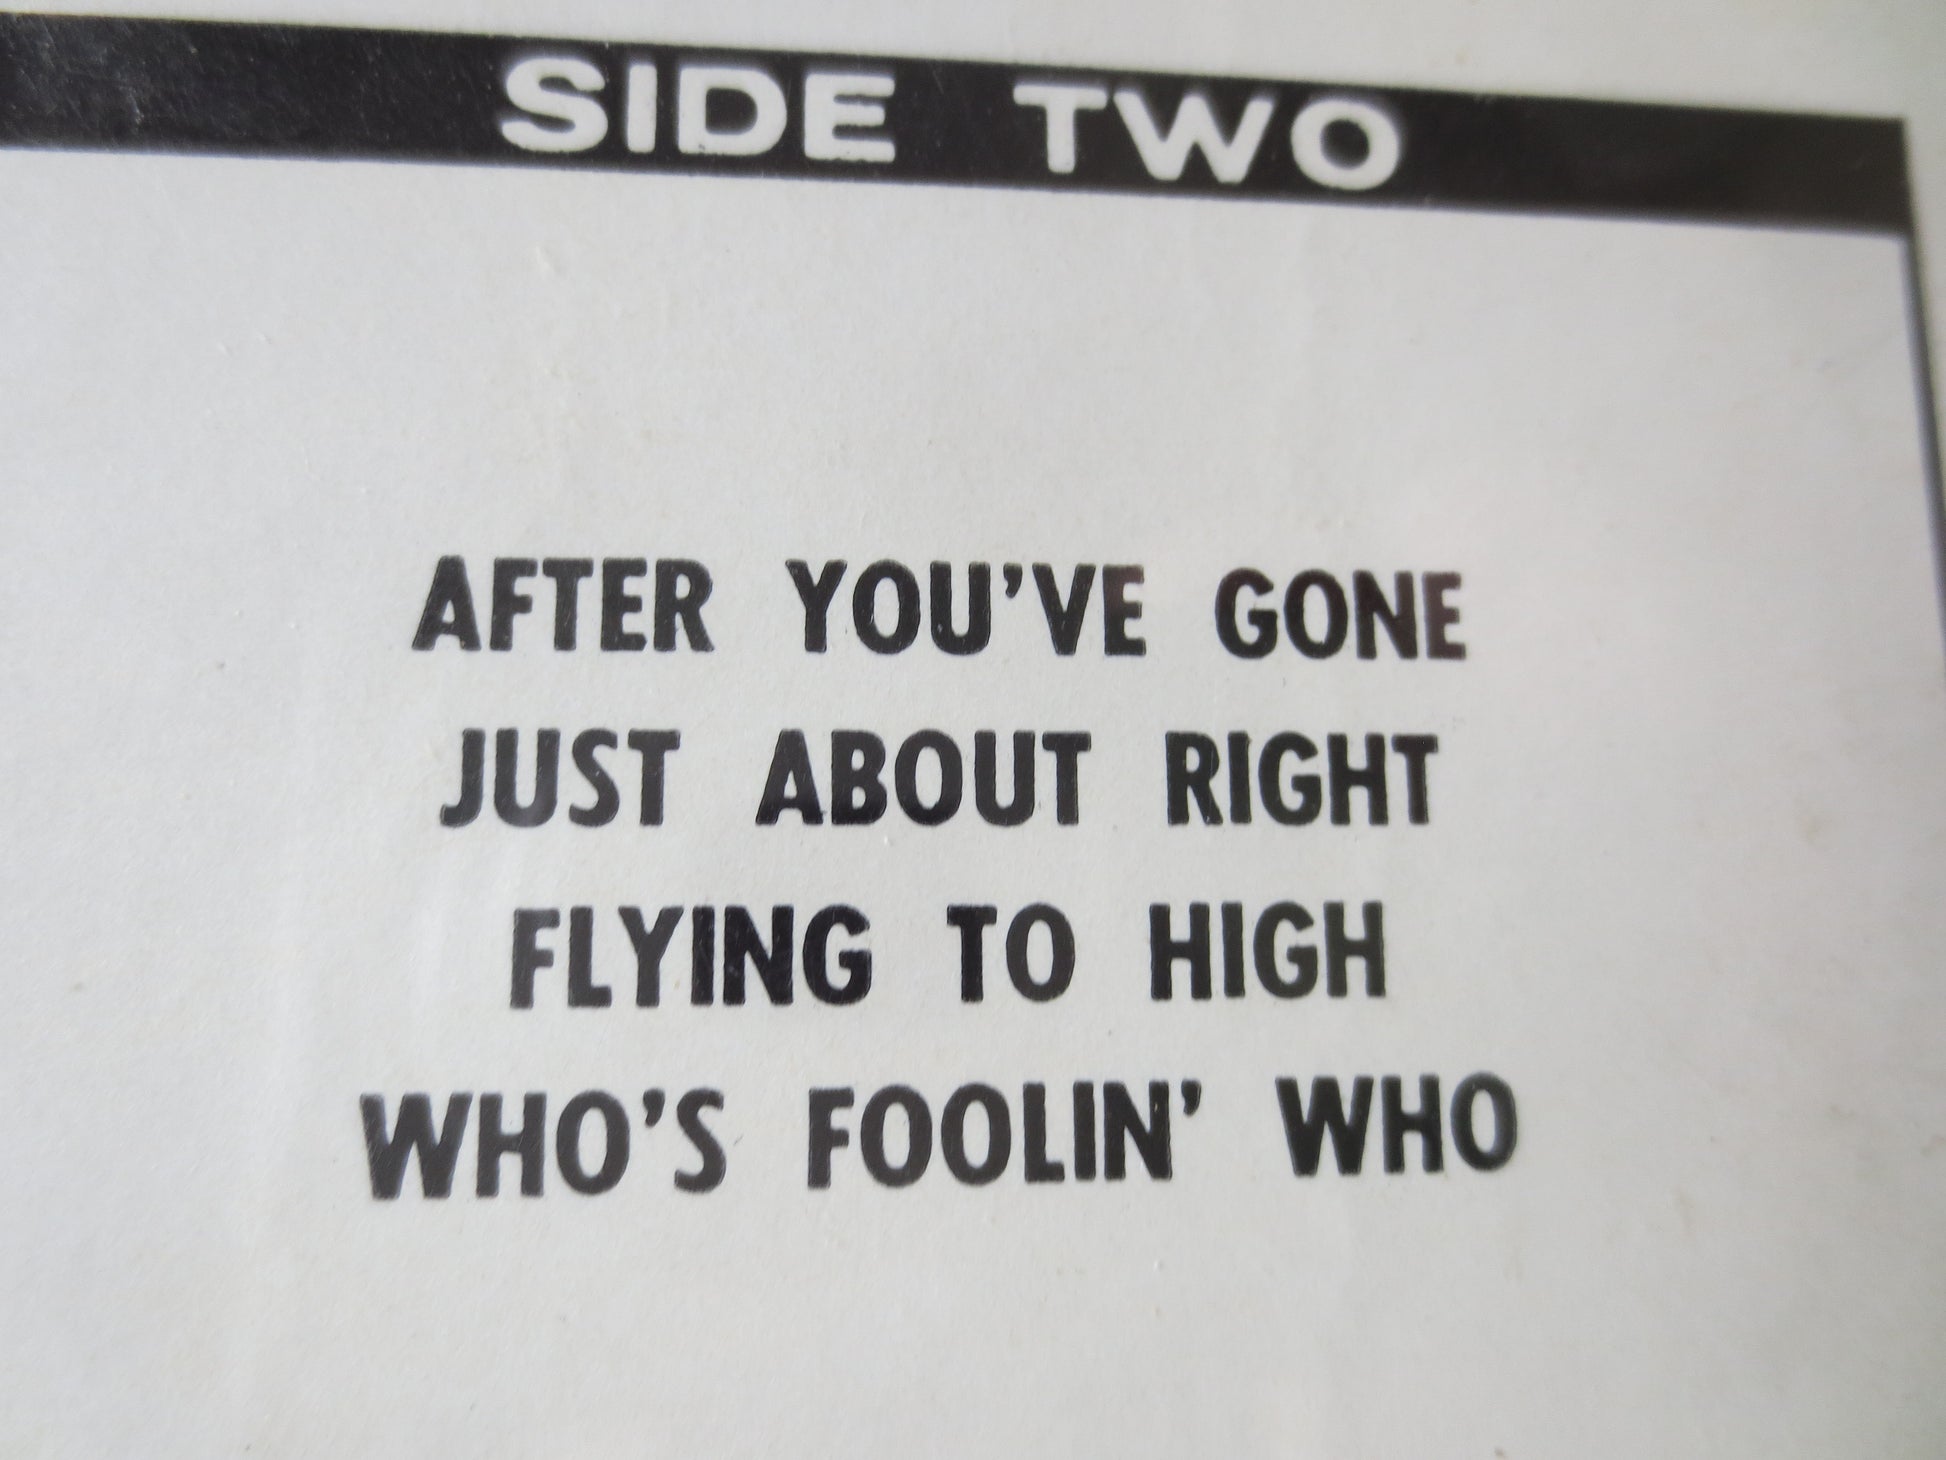 SIDE TWO
AFTER YOU'VE GONE
JUST ABOUT RIGHT
FLYING TO HIGH
WHO'S FOOLIN' WHO